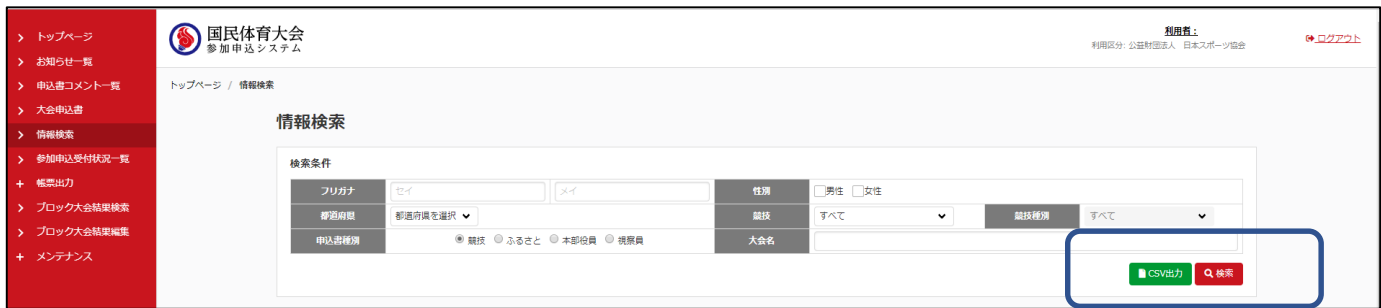 トップページ
お知らせ一覧
申込書コメント一覧
大会申込書
情報検索
参加申込受付状況一覧
帳票出力
ブロック大会結果検索
ブロック大会結果編集
メンテナンス
国民体育大会
参加申込システム
利用者：
利用区分: 公益財団法人 日本スポーツ協会
ログアウト
トップページ / 情報検索
情報検索
検索条件
フリガナ セイ メイ 性別 男性 女性
都道府県 都道府県を選択 競技 すべて 競技種別 すべて
申込書種別 競技 ふるさと 本部役員 視察員 大会名
CSV出力 検索